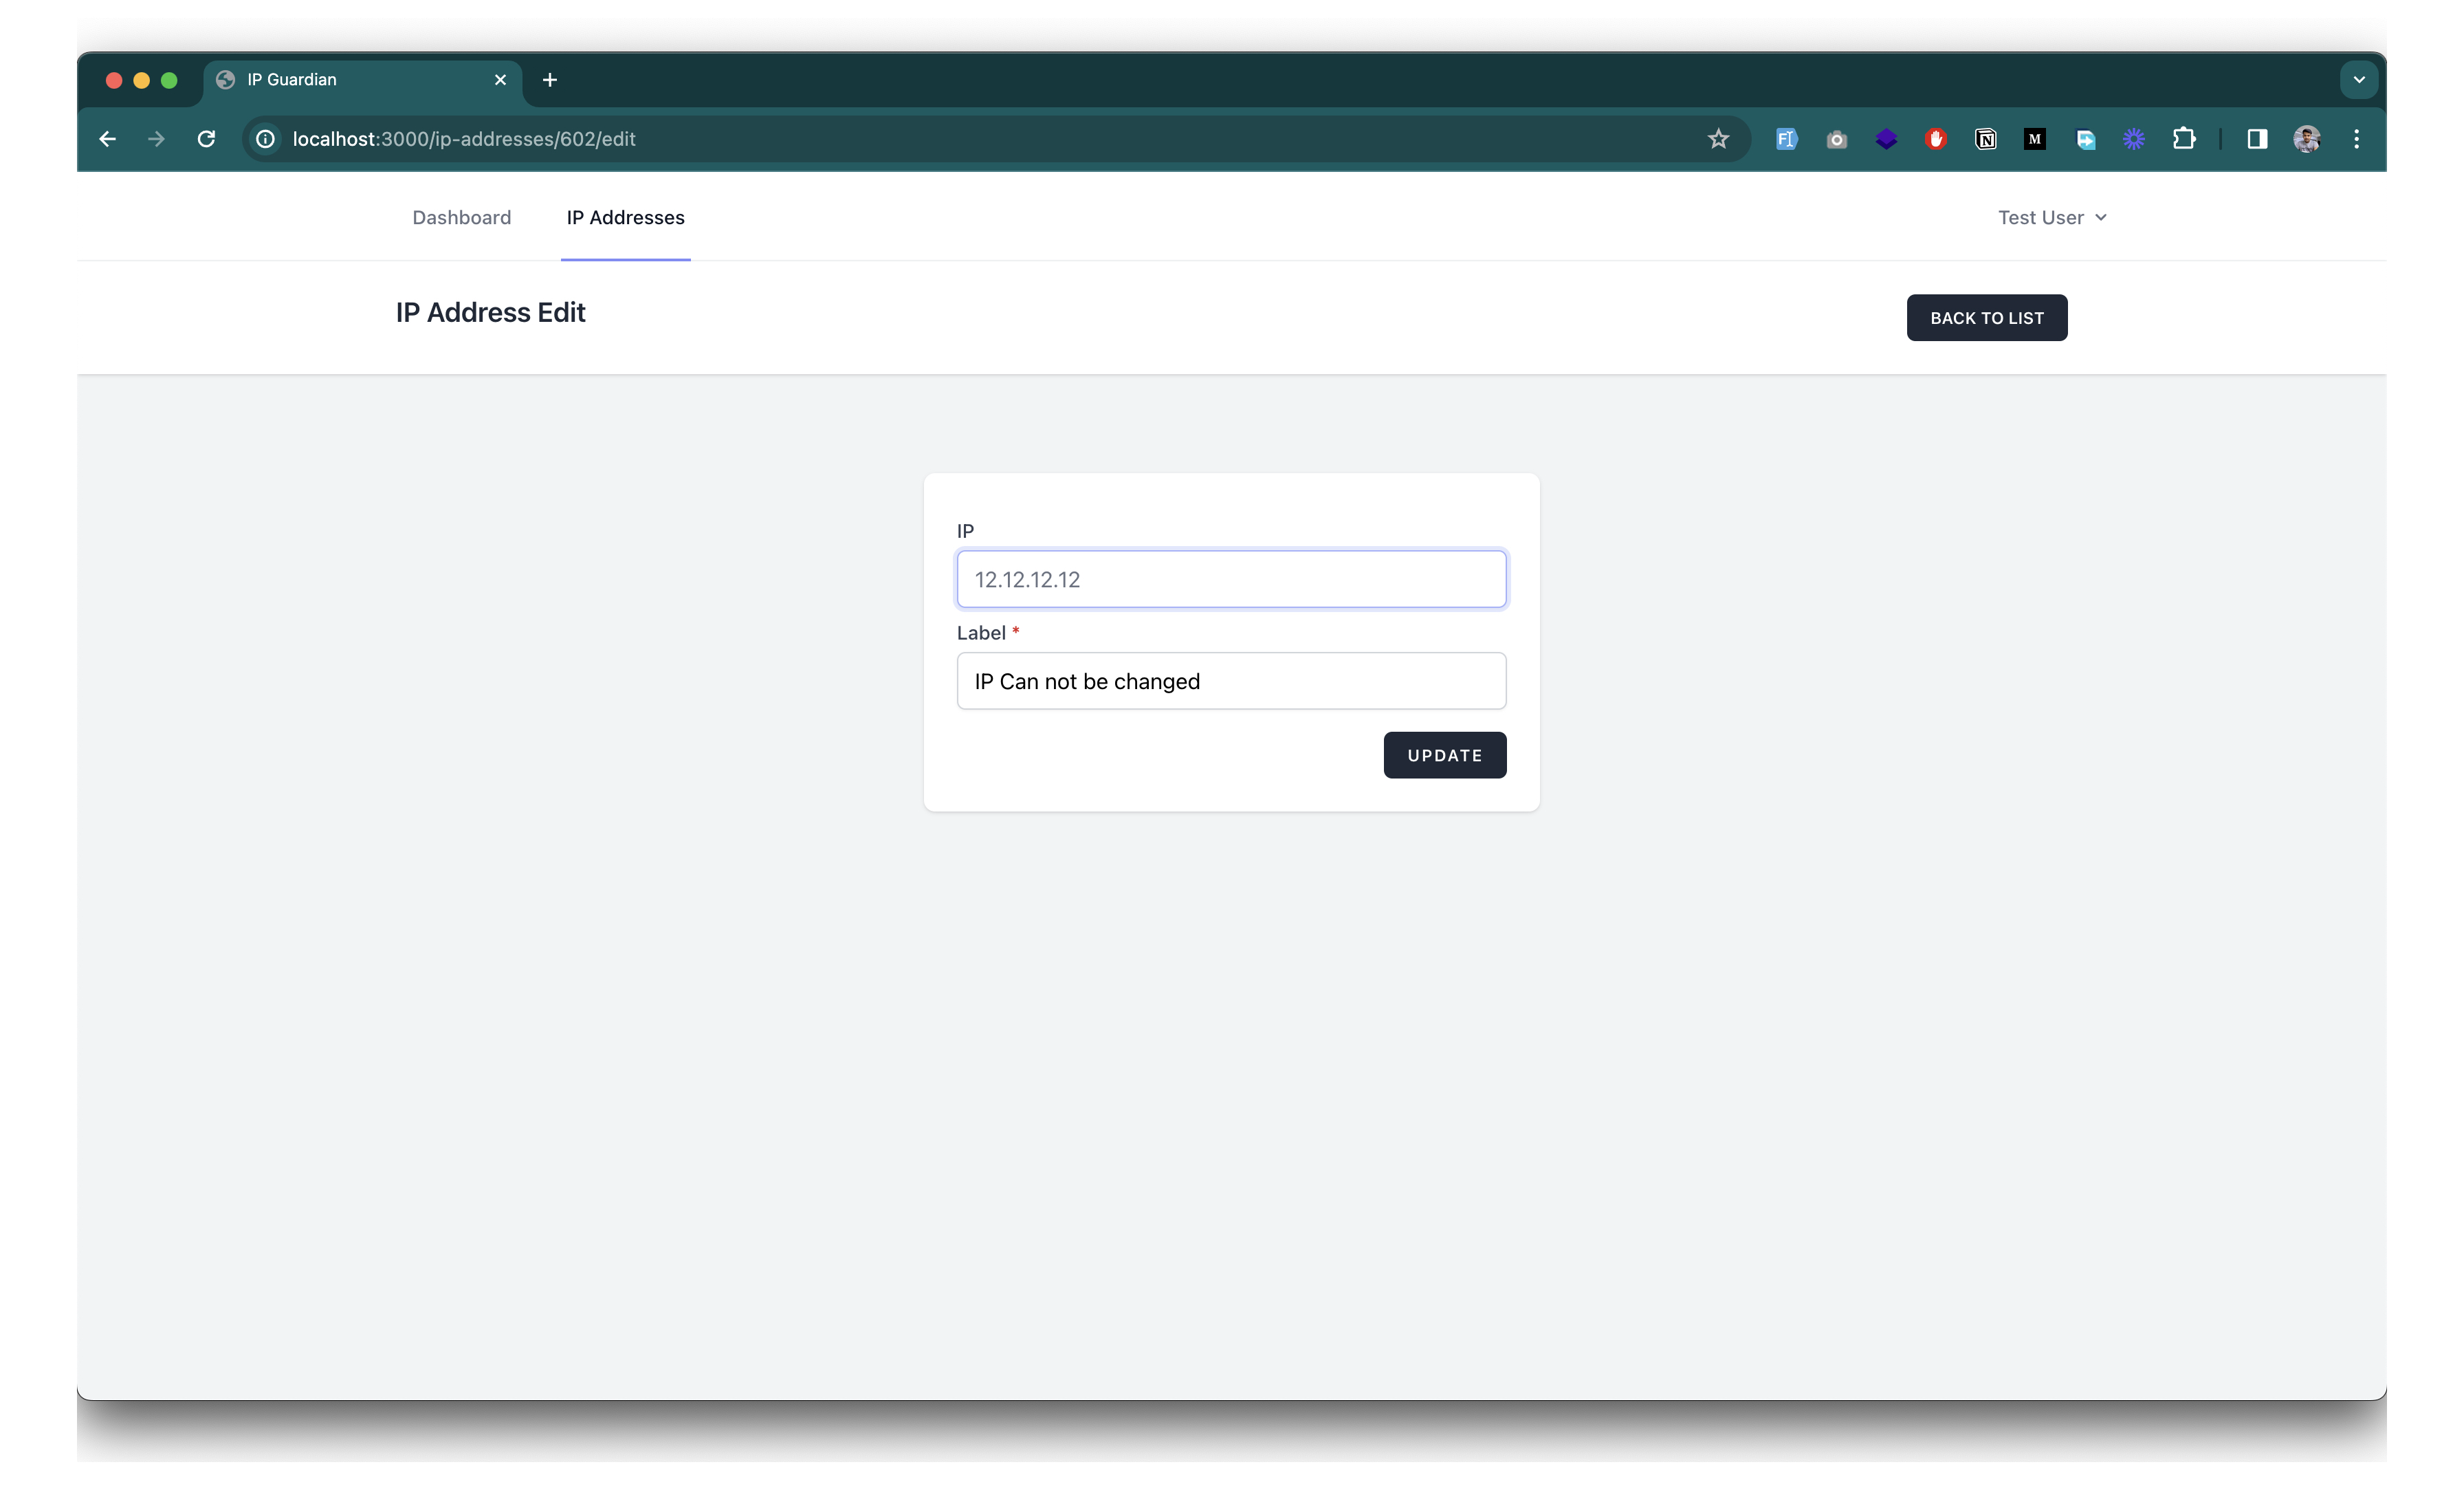 IP Guardian
localhost:3000/ip-addresses/602/edit
Dashboard IP Addresses Test User
IP Address Edit BACK TO LIST
IP
12.12.12.12
Label *
IP Can not be changed
UPDATE